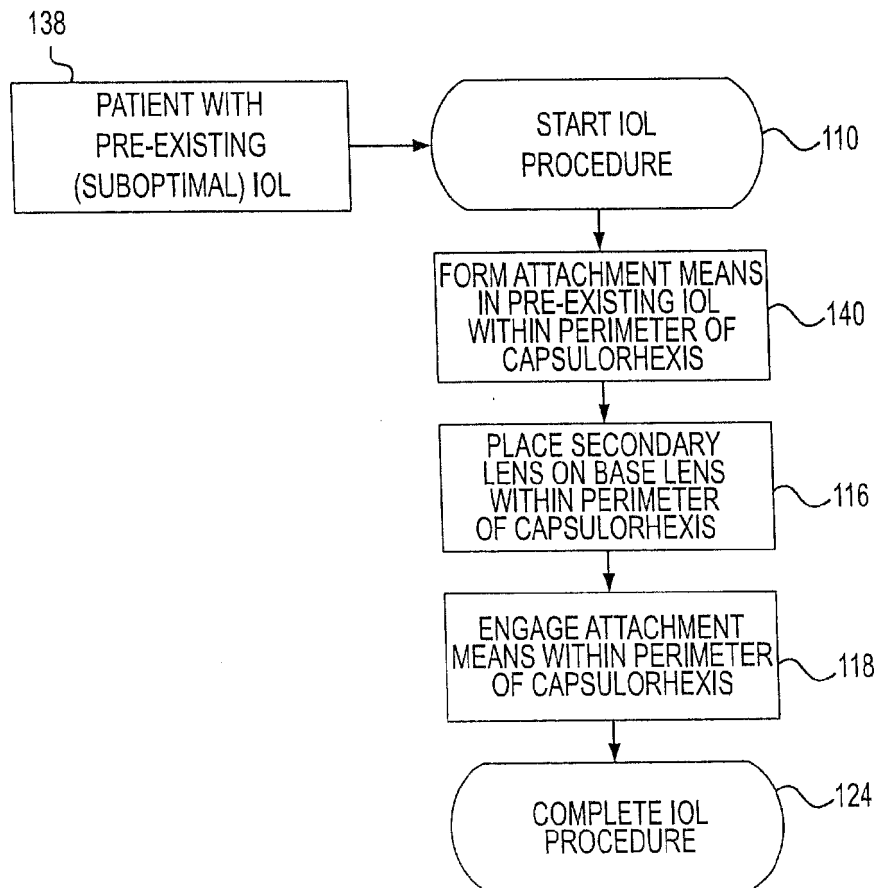 138
PATIENT WITH
PRE-EXISTING
(SUBOPTIMAL) IOL
START IOL
PROCEDURE
110
FORM ATTACHMENT MEANS
IN PRE-EXISTING IOL
WITHIN PERIMETER OF
CAPSULORHEXIS
140
PLACE SECONDARY
LENS ON BASE LENS
WITHIN PERIMETER
OF CAPSULORHEXIS
116
ENGAGE ATTACHMENT
MEANS WITHIN PERIMETER
OF CAPSULORHEXIS
118
COMPLETE IOL
PROCEDURE
124